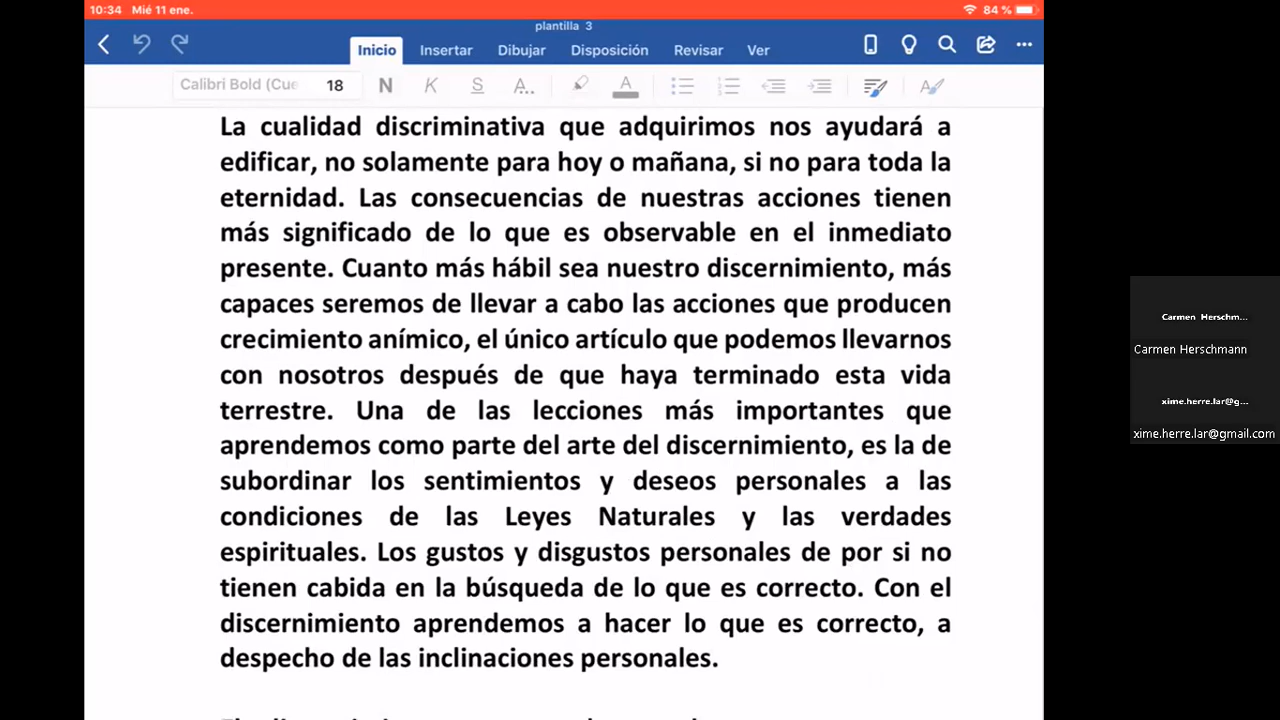 10:34 Mié 11 ene.
84 %
plantilla 3
Inicio Insertar Dibujar Disposición Revisar Ver
Calibri Bold (Cue 18 N K S A... A
La cualidad discriminativa que adquirimos nos ayudará a
edificar, no solamente para hoy o mañana, si no para toda la
eternidad. Las consecuencias de nuestras acciones tienen
más significado de lo que es observable en el inmediato
presente. Cuanto más hábil sea nuestro discernimiento, más
capaces seremos de llevar a cabo las acciones que producen
crecimiento anímico, el único artículo que podemos llevarnos
con nosotros después de que haya terminado esta vida
terrestre. Una de las lecciones más importantes que
aprendemos como parte del arte del discernimiento, es la de
subordinar los sentimientos y deseos personales a las
condiciones de las Leyes Naturales y las verdades
espirituales. Los gustos y disgustos personales de por si no
tienen cabida en la búsqueda de lo que es correcto. Con el
discernimiento aprendemos a hacer lo que es correcto, a
despecho de las inclinaciones personales.
Carmen Herschm...
Carmen Herschmann
xime.herre.lar@g...
xime.herre.lar@gmail.com